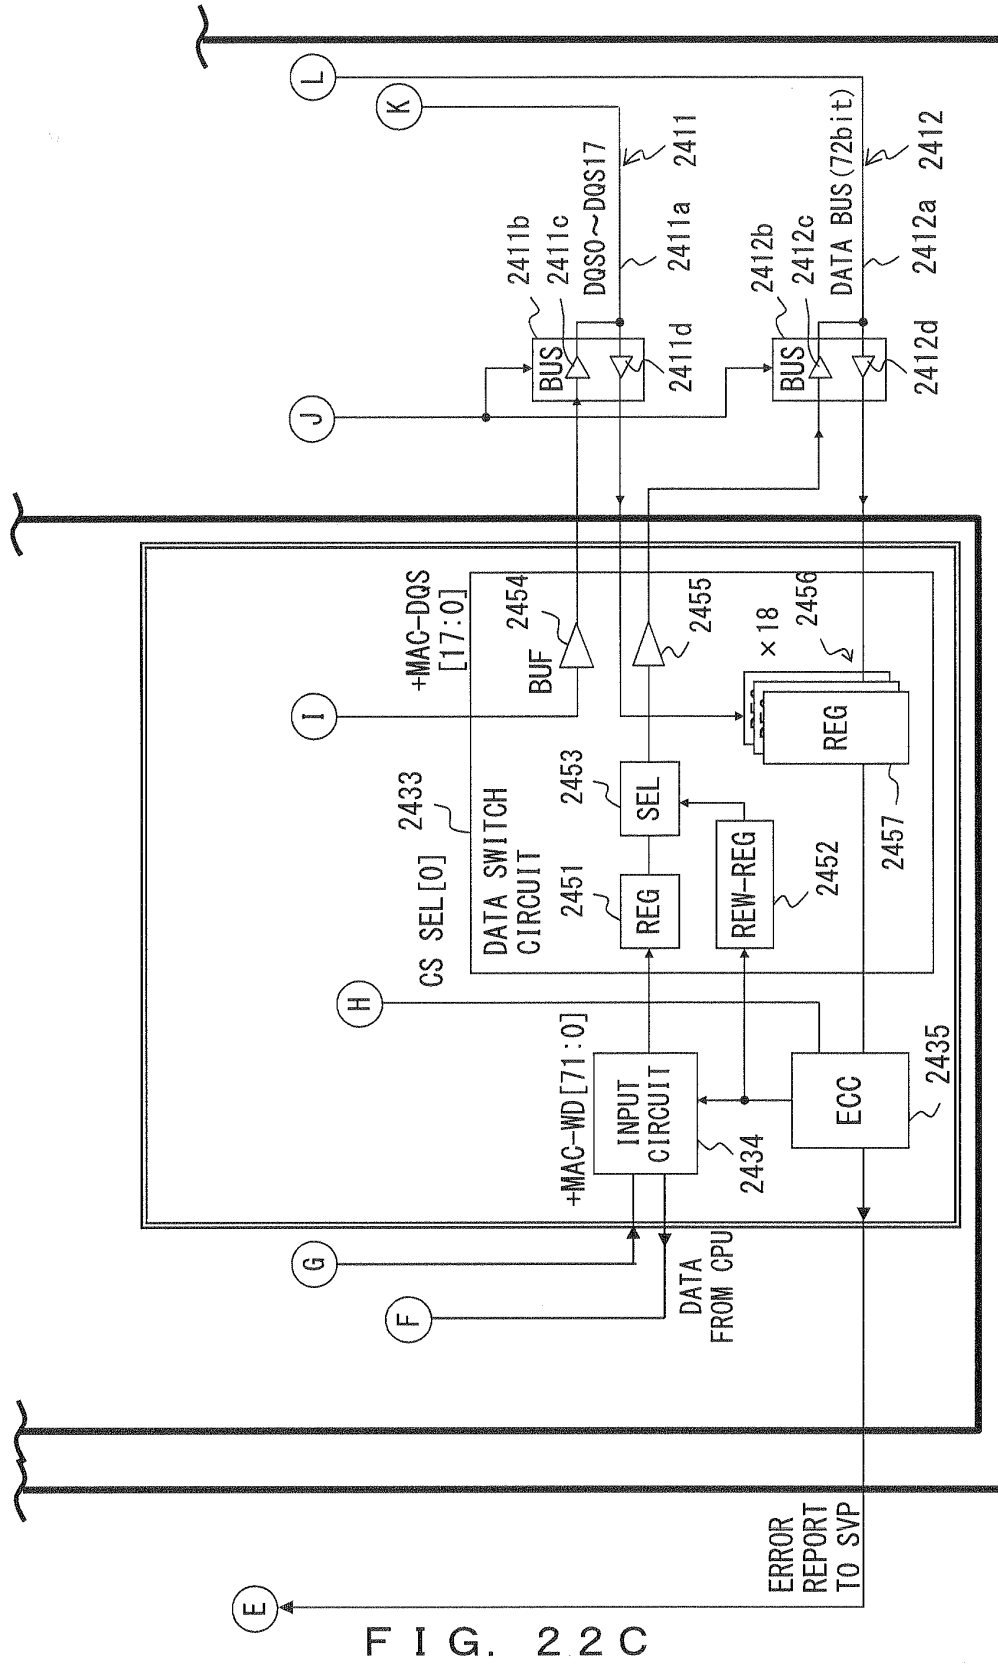 L
K
DQS0～DQS17
2411
2411a
2411b
2411c
BUS
2411d
DATA BUS(72bit)
2412
2412a
2412b
2412c
BUS
2412d
J
I
+MAC-DQS
[17:0]
BUF
2454
2455
×18
2456
REG
2457
2433
DATA SWITCH
CIRCUIT
2453
SEL
2451
REG
REW-REG
2452
CS SEL[0]
H
+MAC-WD[71:0]
INPUT
CIRCUIT
2434
ECC
2435
G
F
DATA
FROM CPU
ERROR
REPORT
TO SVP
E
FIG. 22C